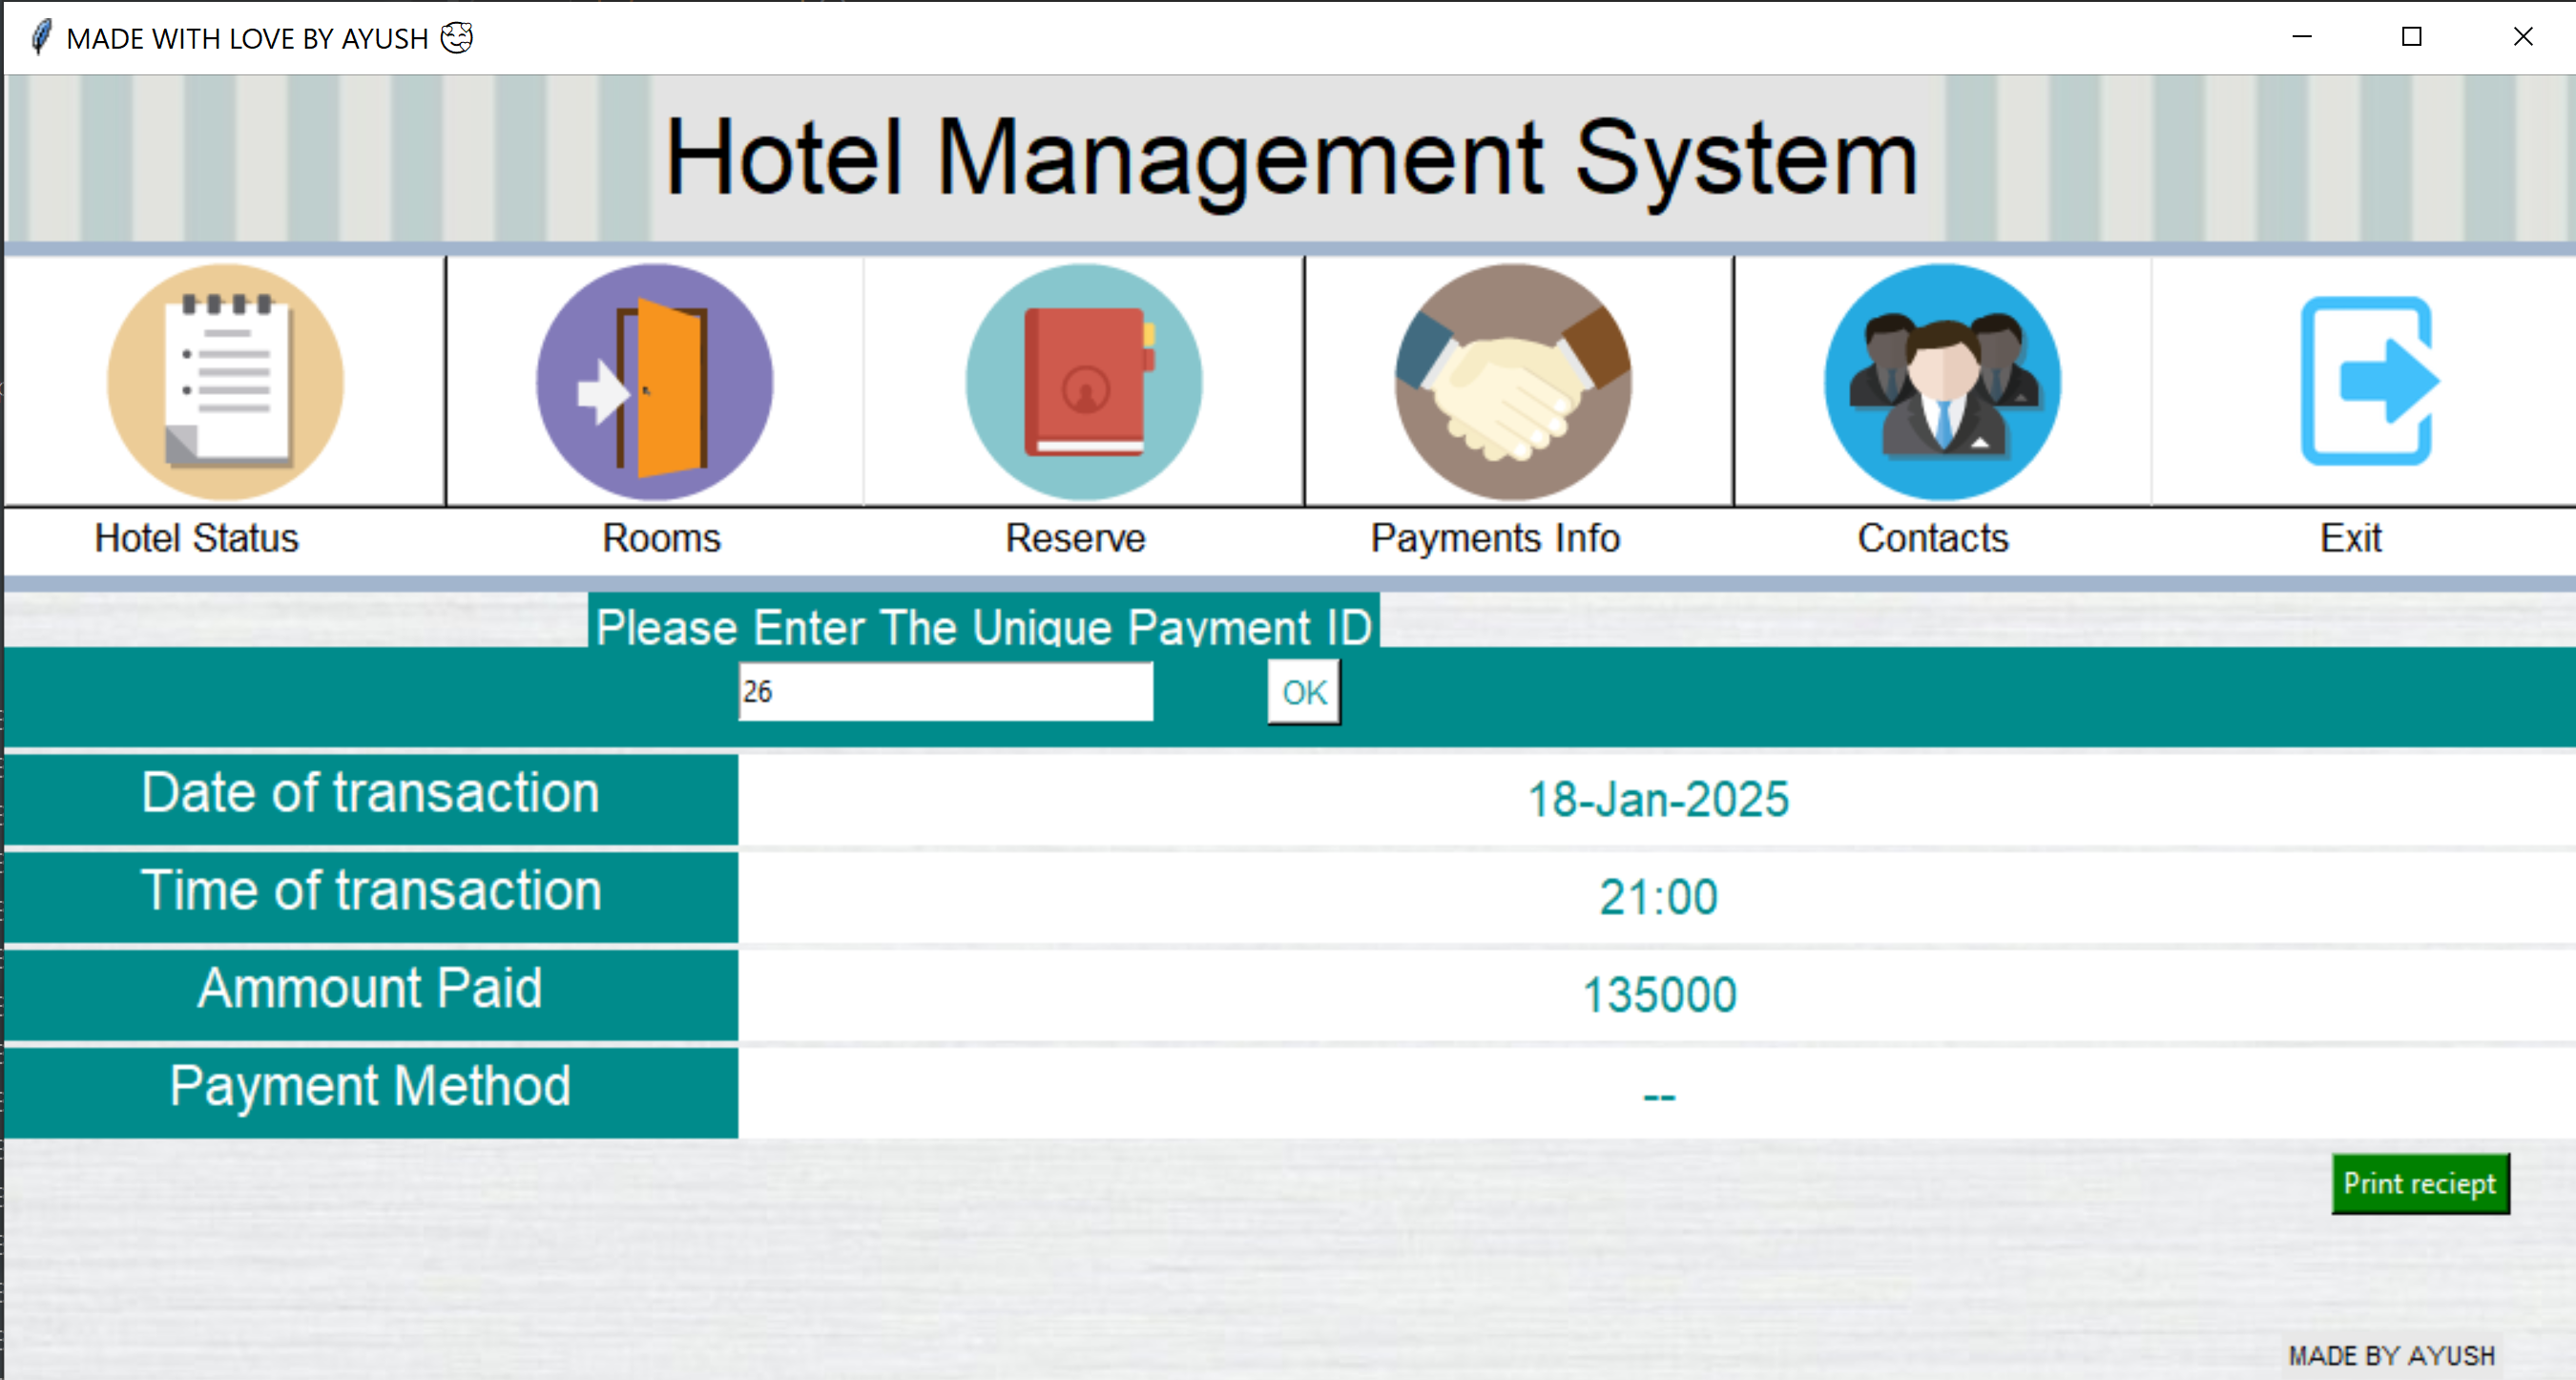 MADE WITH LOVE BY AYUSH 🥰
Hotel Management System
Hotel Status
Rooms
Reserve
Payments Info
Contacts
Exit
Please Enter The Unique Payment ID
26
OK
Date of transaction
18-Jan-2025
Time of transaction
21:00
Ammount Paid
135000
Payment Method
--
Print reciept
MADE BY AYUSH